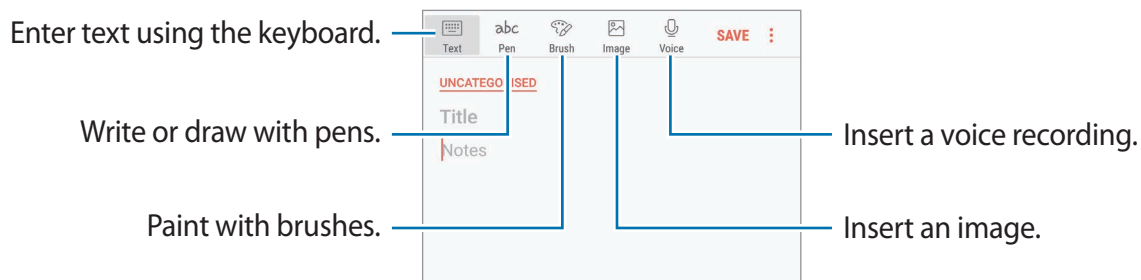 Enter text using the keyboard.
abc
Text Pen Brush Image Voice SAVE
UNCATEGORISED
Title
Write or draw with pens.
Insert a voice recording.
Notes
Paint with brushes.
Insert an image.